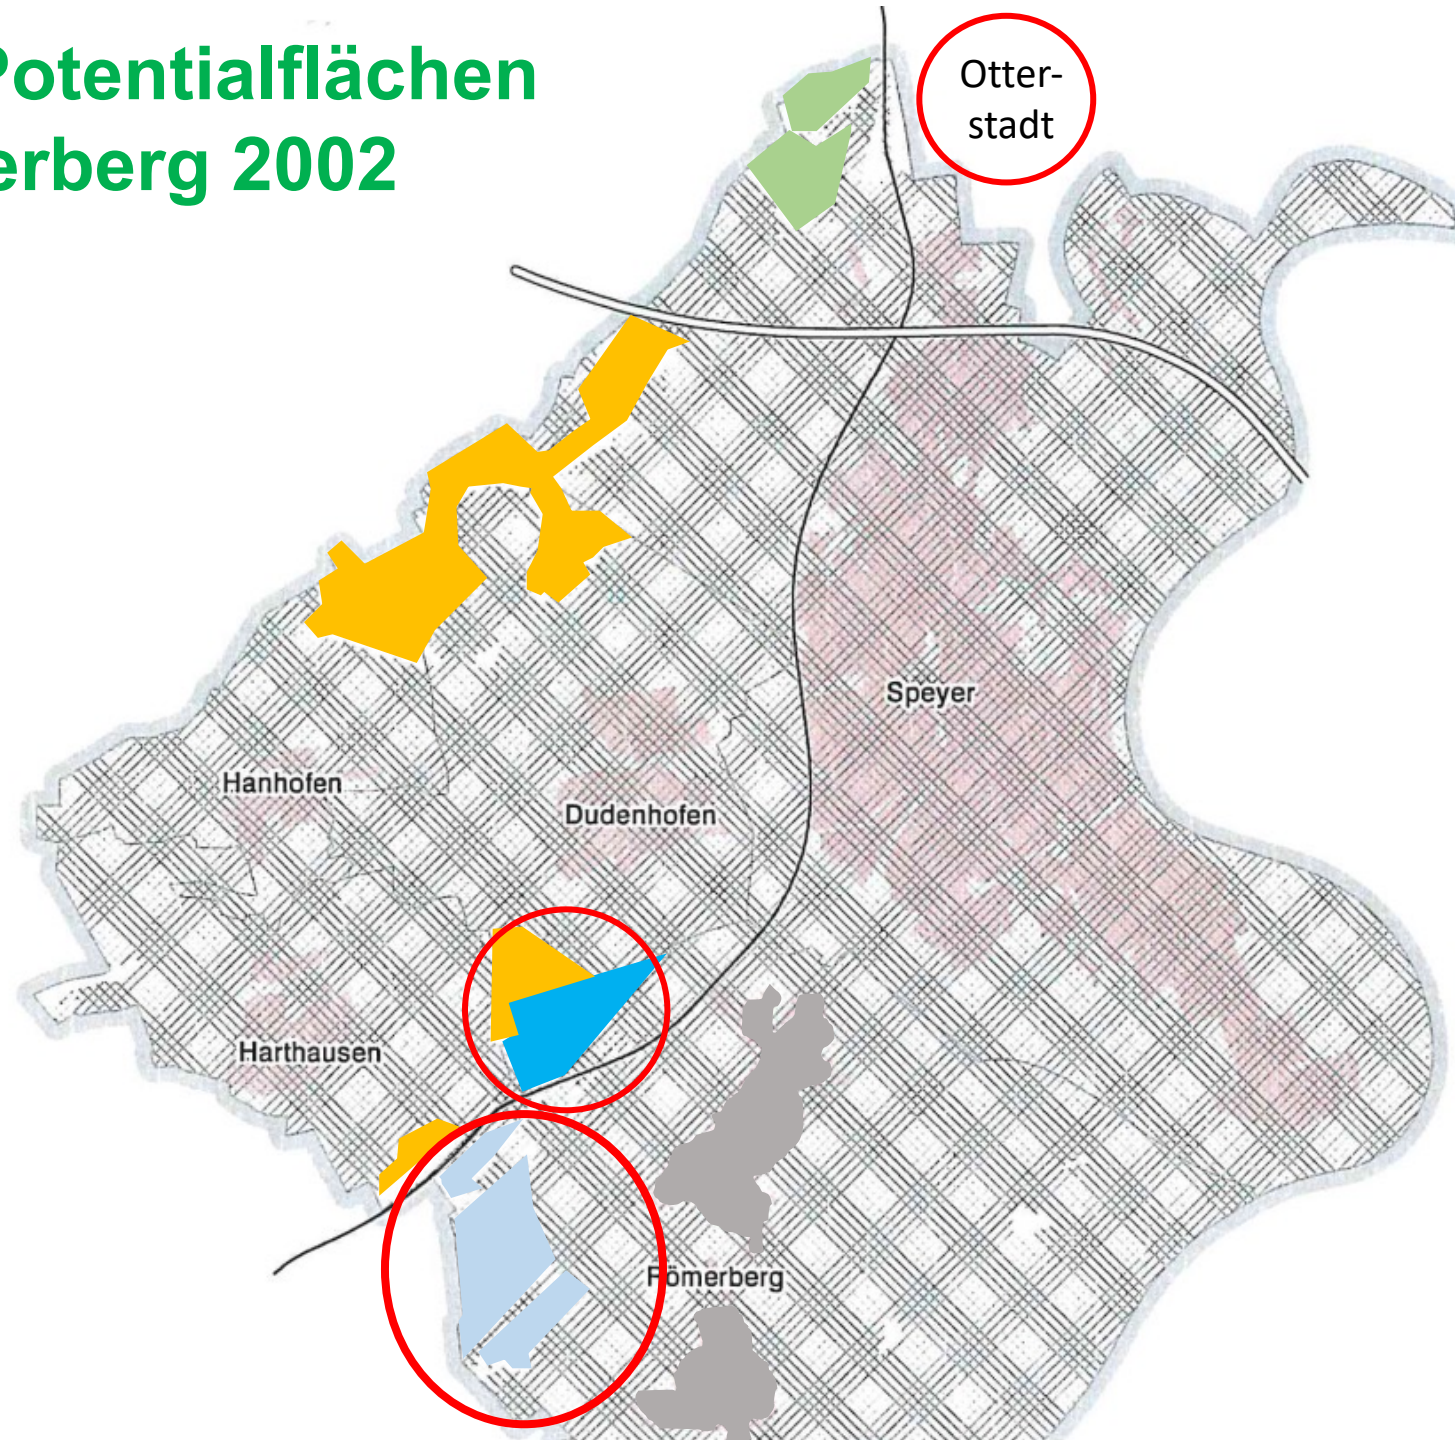 Potentialflächen
erberg 2002
Otter-
stadt
Speyer
Hanhofen
Dudenhofen
Harthausen
Römerberg